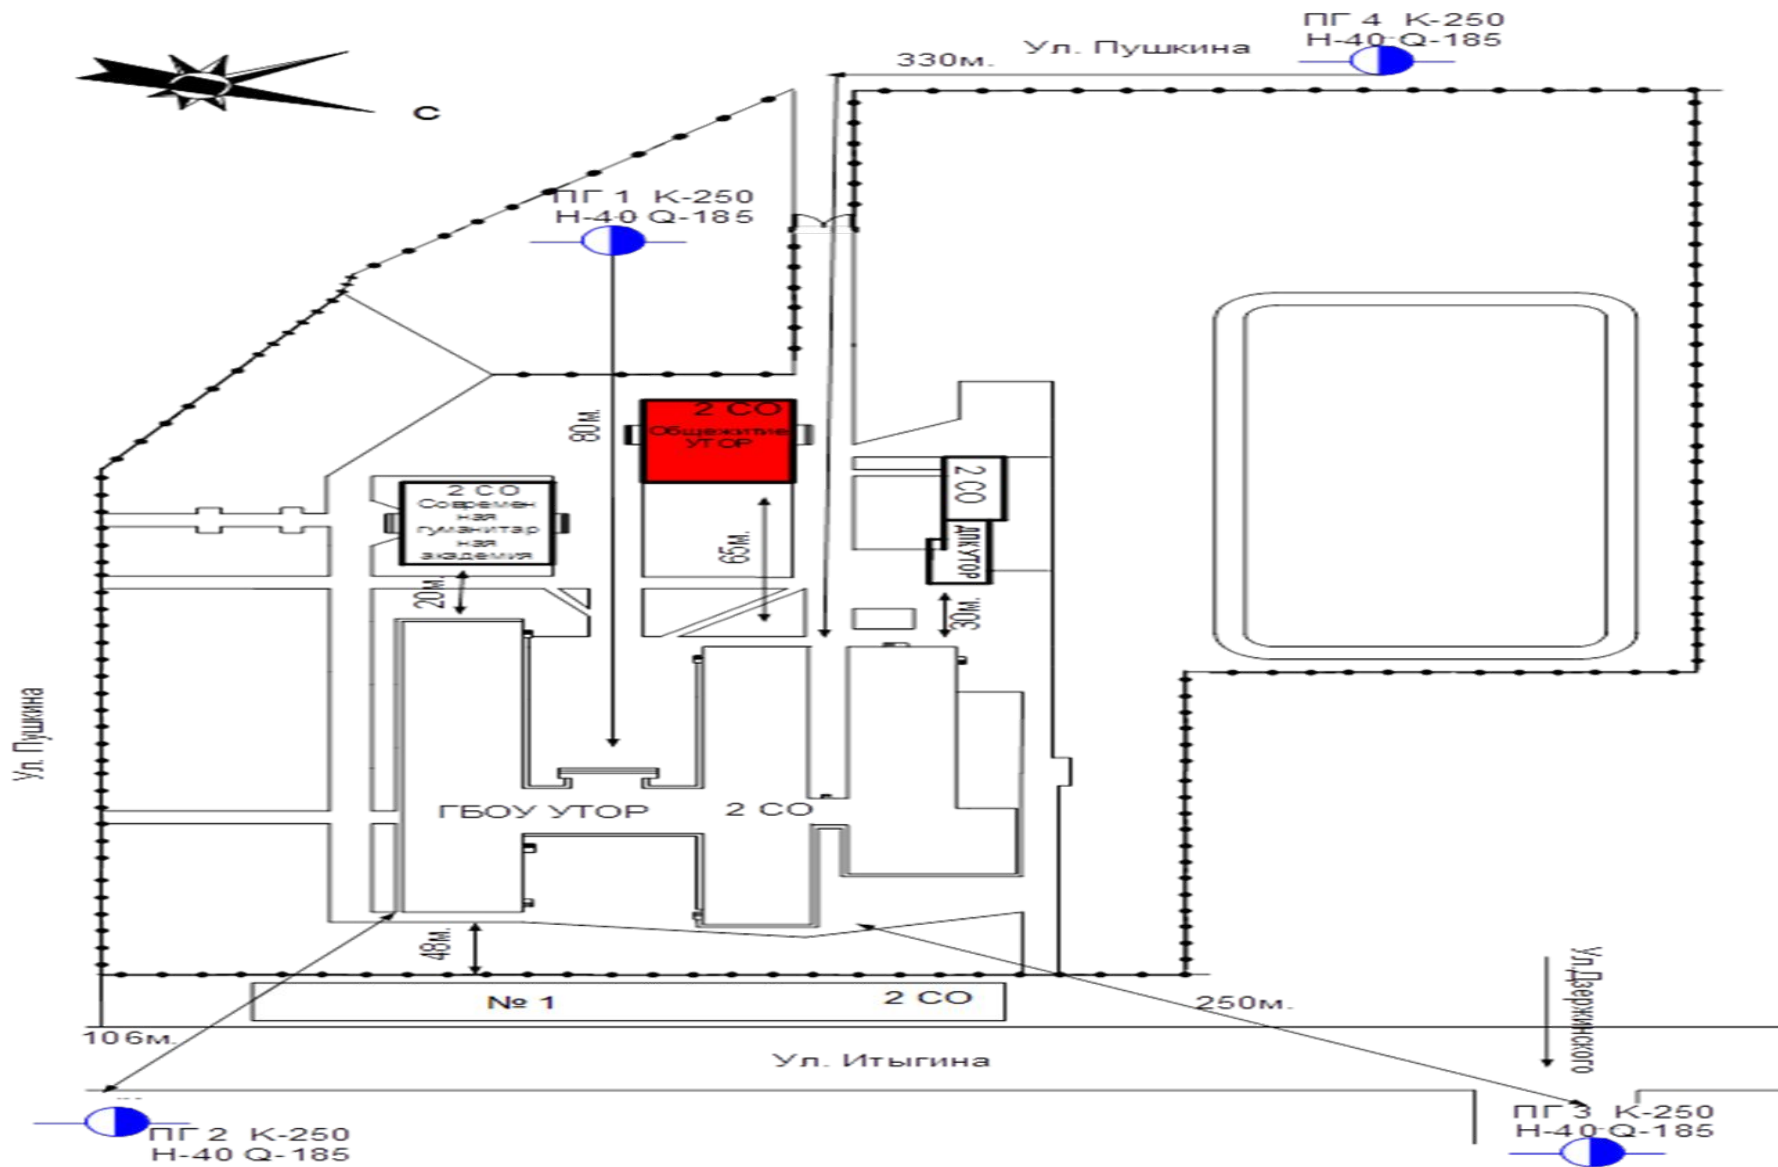 ПГ 4 К-250
Н-40 Q-185
Ул. Пушкина
330м.
С
ПГ 1 К-250
Н-40 Q-185
80м.
2 СО
Общежитие
УТОР
2 СО
Современ
ная
гуманитар
ная
академия
2 СО
ДПК УТОР
65м.
20м.
30м.
Ул. Пушкина
ГБОУ УТОР
2 СО
48м.
№ 1
2 СО
250м.
Ул.Дзержинского
106м.
Ул. Итыгина
ПГ 2 К-250
Н-40 Q-185
ПГ 3 К-250
Н-40 Q-185